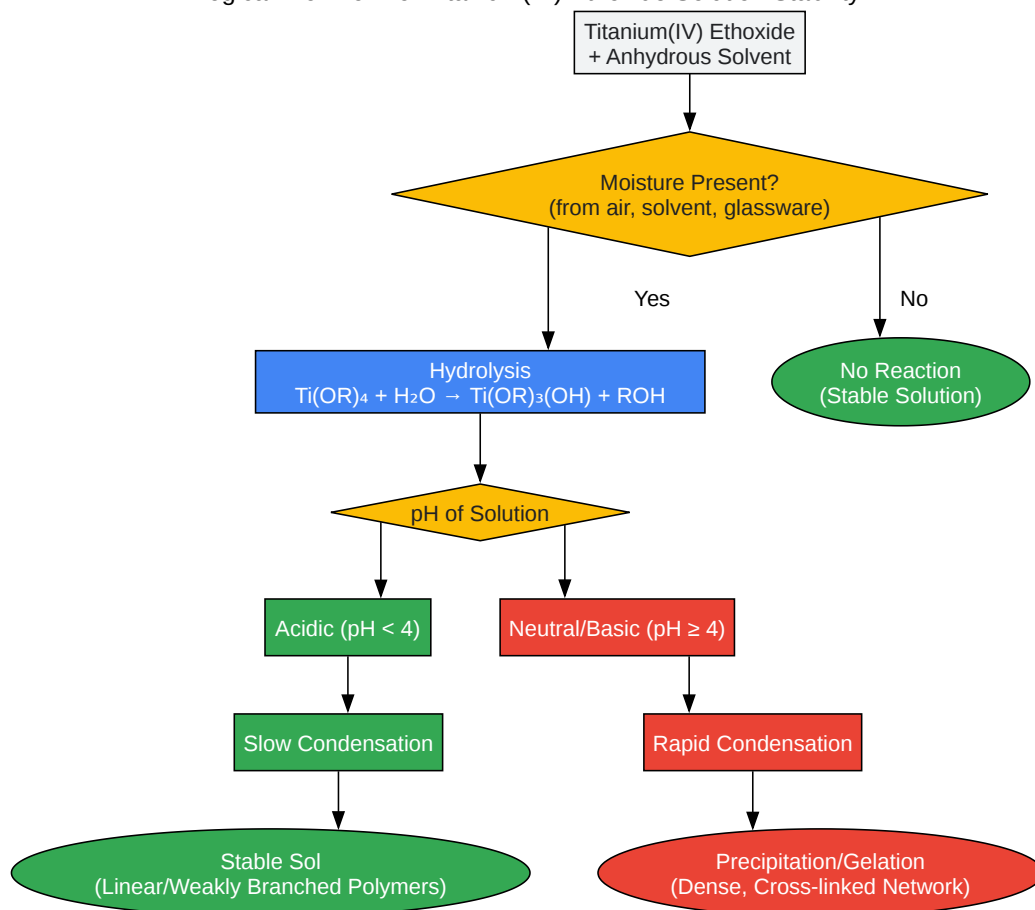 Titanium(IV) Ethoxide
+ Anhydrous Solvent
Moisture Present?
(from air, solvent, glassware)
Yes
No
Hydrolysis
Ti(OR)₄ + H₂O → Ti(OR)₃(OH) + ROH
No Reaction
(Stable Solution)
pH of Solution
Acidic (pH < 4)
Neutral/Basic (pH ≥ 4)
Slow Condensation
Rapid Condensation
Stable Sol
(Linear/Weakly Branched Polymers)
Precipitation/Gelation
(Dense, Cross-linked Network)